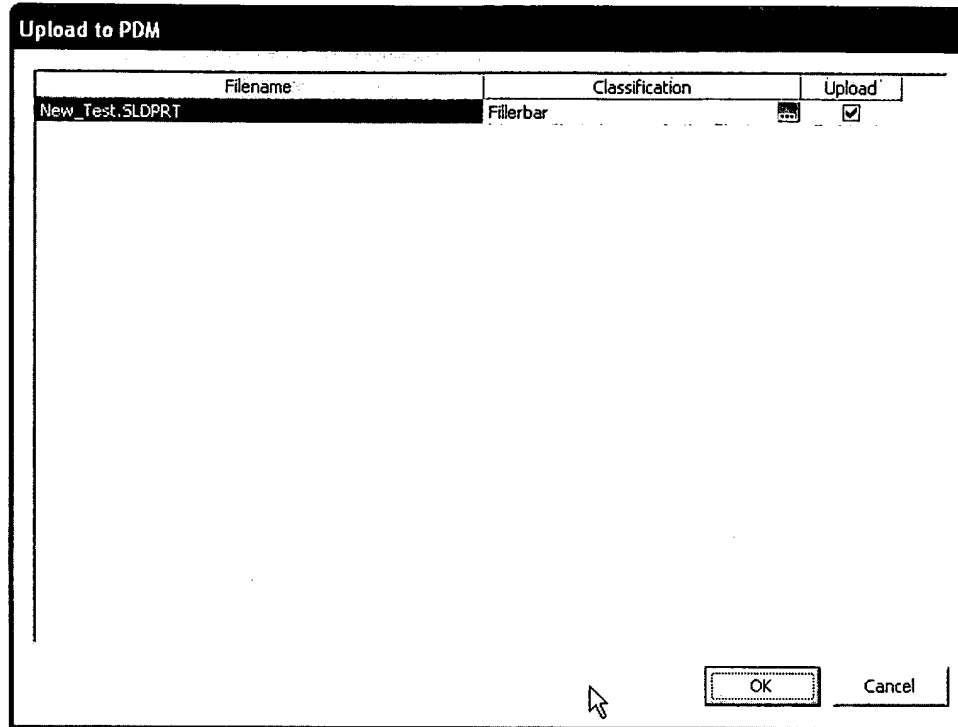 Upload to PDM
Filename Classification Upload
New_Test.SLDPRT Fillerbar
OK Cancel